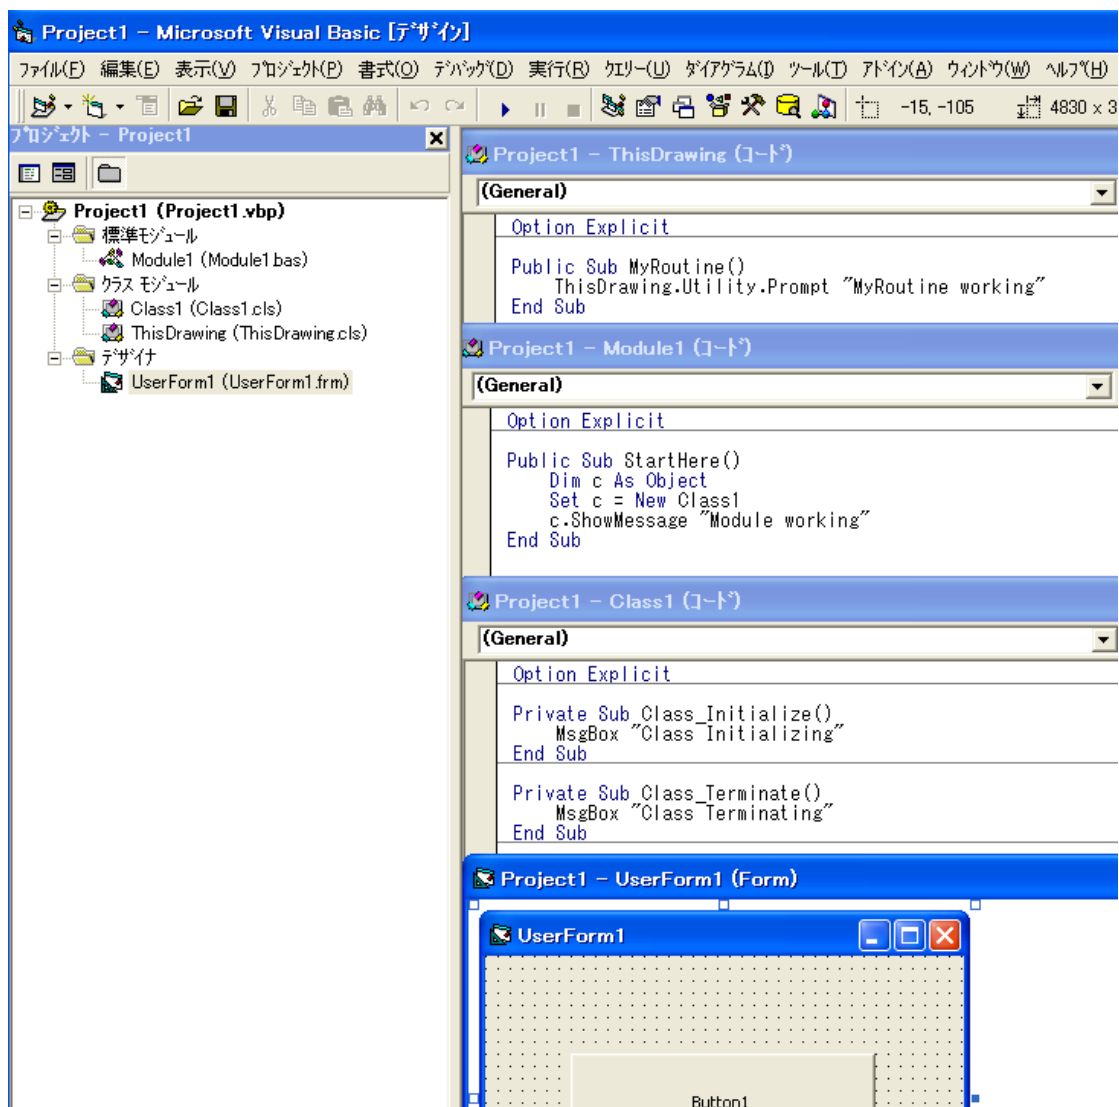 Project1 - Microsoft Visual Basic [ﾃﾞｻﾞｲﾝ]
ﾌｧｲﾙ(F) 編集(E) 表示(V) ﾌﾟﾛｼﾞｪｸﾄ(P) 書式(O) ﾃﾞﾊﾞｯｸﾞ(D) 実行(R) ｸｴﾘｰ(U) ﾀﾞｲｱｸﾞﾗﾑ(I) ﾂｰﾙ(T) ｱﾄﾞｲﾝ(A) ｳｨﾝﾄﾞｳ(W) ﾍﾙﾌﾟ(H)
-15, -105 4830 × 3
ﾌﾟﾛｼﾞｪｸﾄ - Project1
Project1 (Project1.vbp)
標準ﾓｼﾞｭｰﾙ
Module1 (Module1.bas)
ｸﾗｽ ﾓｼﾞｭｰﾙ
Class1 (Class1.cls)
ThisDrawing (ThisDrawing.cls)
ﾃﾞｻﾞｲﾅ
UserForm1 (UserForm1.frm)
Project1 - ThisDrawing (ｺｰﾄﾞ)
(General)
Option Explicit
Public Sub MyRoutine()
ThisDrawing.Utility.Prompt "MyRoutine working"
End Sub
Project1 - Module1 (ｺｰﾄﾞ)
(General)
Option Explicit
Public Sub StartHere()
Dim c As Object
Set c = New Class1
c.ShowMessage "Module working"
End Sub
Project1 - Class1 (ｺｰﾄﾞ)
(General)
Option Explicit
Private Sub Class_Initialize()
MsgBox "Class Initializing"
End Sub
Private Sub Class_Terminate()
MsgBox "Class Terminating"
End Sub
Project1 - UserForm1 (Form)
UserForm1
Button1